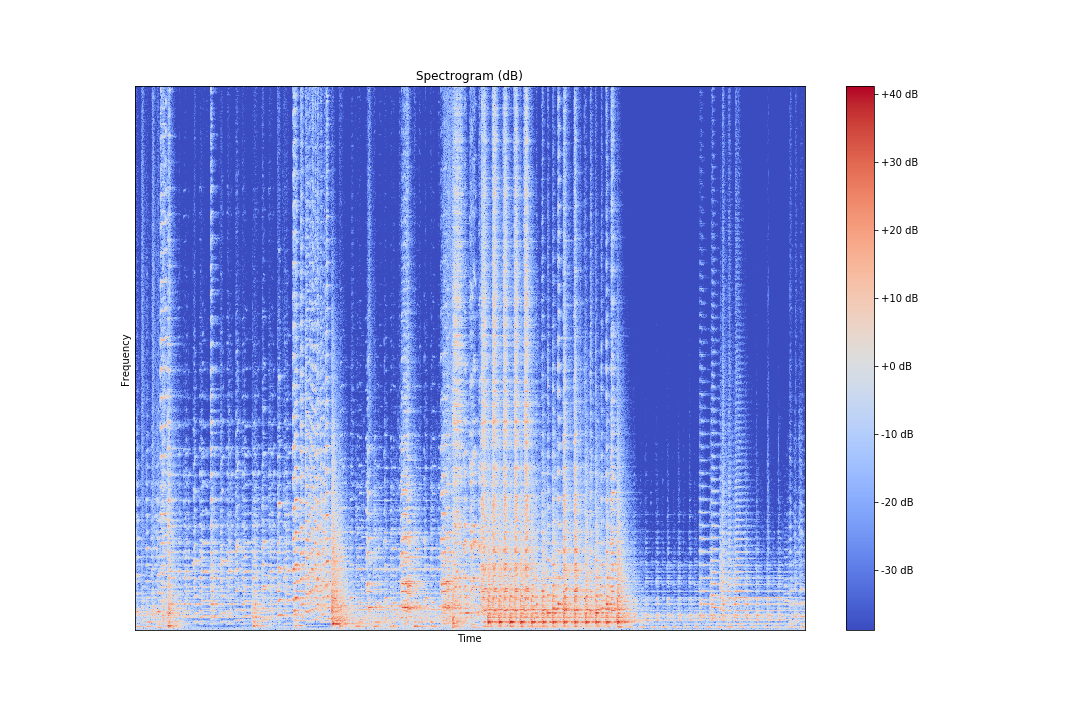 Spectrogram (dB)
Frequency
Time
+40 dB
+30 dB
+20 dB
+10 dB
+0 dB
-10 dB
-20 dB
-30 dB